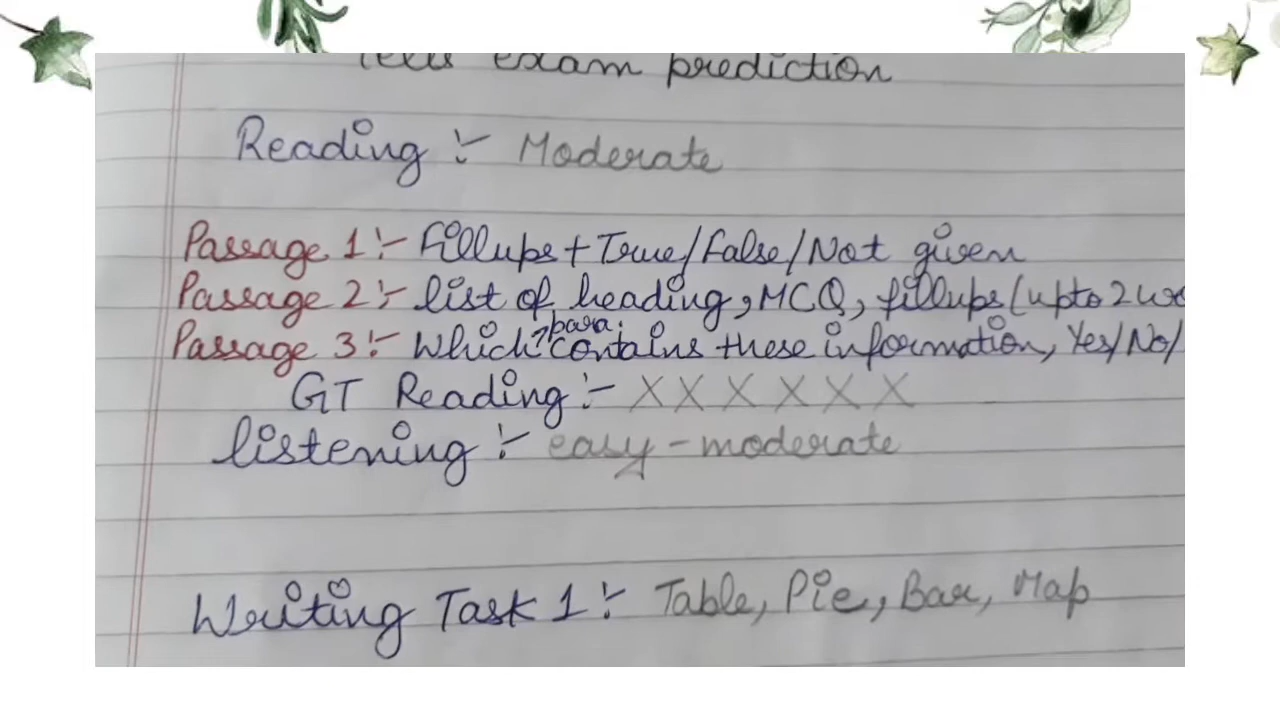 exam prediction
Reading :- Moderate
Passage 1 :- Fillups + True/False/Not given
Passage 2 :- list of heading, MCQ, fillups (upto 2
para.
Passage 3 :- Which contains these information, Yes/No/
GT Reading :- X X X X X X
listening :- easy - moderate
Writing Task 1 :- Table, Pie, Bar, Map